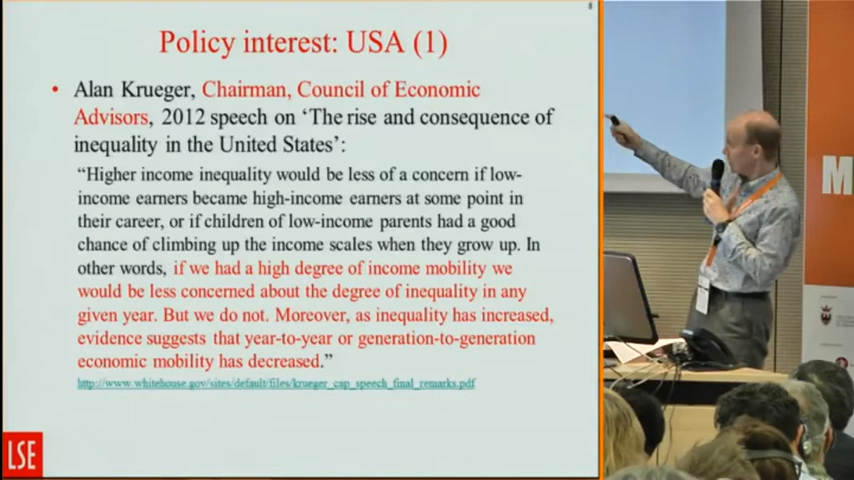 8
Policy interest: USA (1)
• Alan Krueger, Chairman, Council of Economic
Advisors, 2012 speech on ‘The rise and consequence of
inequality in the United States’:
“Higher income inequality would be less of a concern if low-
income earners became high-income earners at some point in
their career, or if children of low-income parents had a good
chance of climbing up the income scales when they grow up. In
other words, if we had a high degree of income mobility we
would be less concerned about the degree of inequality in any
given year. But we do not. Moreover, as inequality has increased,
evidence suggests that year-to-year or generation-to-generation
economic mobility has decreased.”
http://www.whitehouse.gov/sites/default/files/krueger_cap_speech_final_remarks.pdf
LSE
M